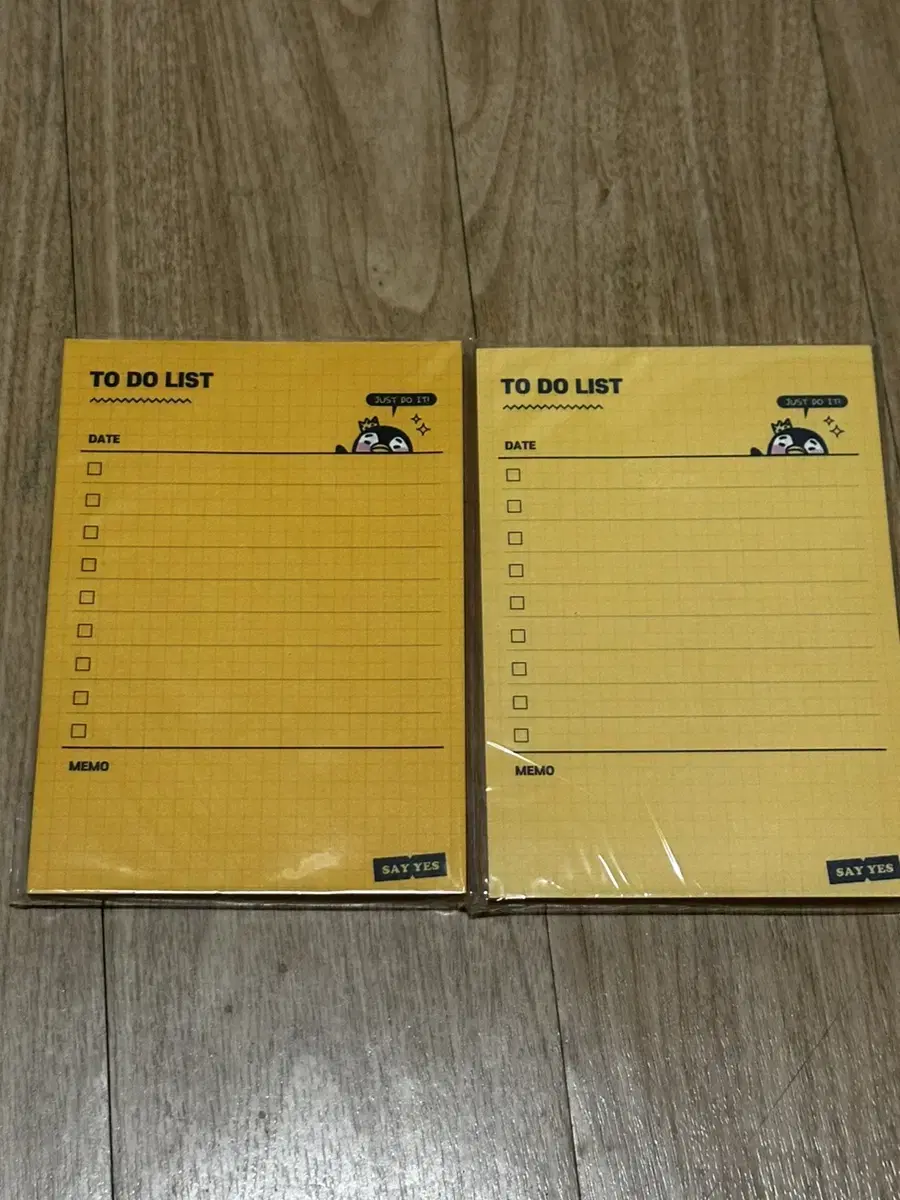 TO DO LIST
JUST DO IT!
DATE
MEMO
SAY YES
TO DO LIST
JUST DO IT!
DATE
MEMO
SAY YES